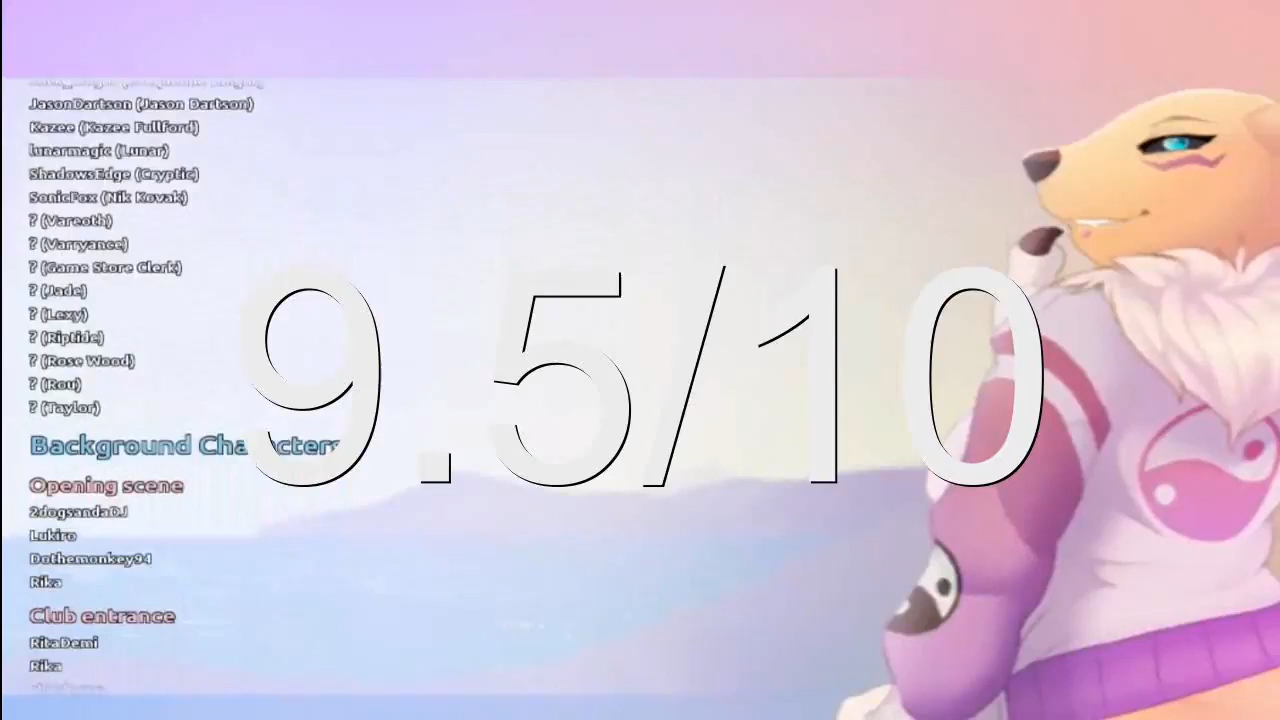 JasonDartson (Jason Dartson)
Kazee (Kazee Fullford)
lunarmagic (Lunar)
ShadowsEdge (Cryptic)
SonicFox (Nik Kovak)
? (Vareoth)
? (Varryance)
? (Game Store Clerk)
? (Jade)
? (Lexy)
? (Riptide)
? (Rose Wood)
? (Rou)
? (Taylor)
9.5/10
Background Characters
Opening scene
2dogsandaDJ
Lukiro
Dothemonkey94
Rika
Club entrance
RitaDemi
Rika